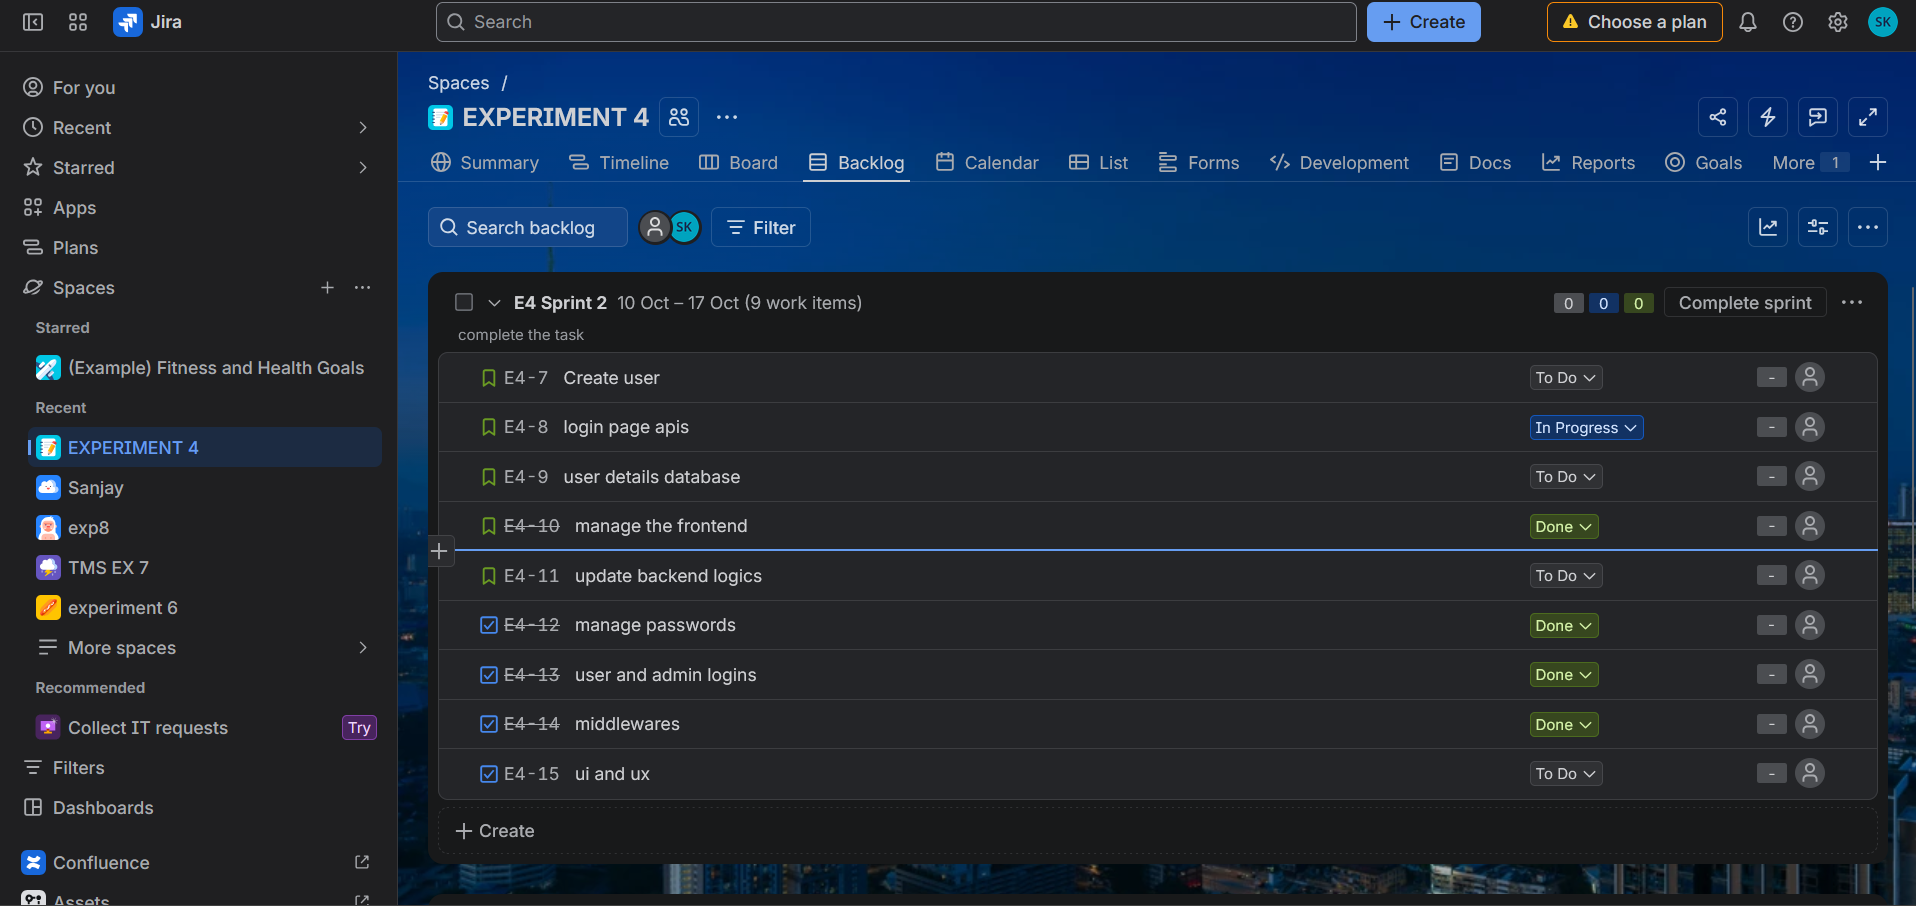 Jira
Search
Create
Choose a plan
SK
For you
Recent
Starred
Apps
Plans
Spaces
Starred
(Example) Fitness and Health Goals
Recent
EXPERIMENT 4
Sanjay
exp8
TMS EX 7
experiment 6
More spaces
Recommended
Collect IT requests Try
Filters
Dashboards
Confluence
Assets
Spaces /
EXPERIMENT 4
Summary Timeline Board Backlog Calendar List Forms Development Docs Reports Goals More 1
Search backlog SK Filter
E4 Sprint 2 10 Oct – 17 Oct (9 work items) 0 0 0 Complete sprint
complete the task
E4-7 Create user To Do -
E4-8 login page apis In Progress -
E4-9 user details database To Do -
E4-10 manage the frontend Done -
E4-11 update backend logics To Do -
E4-12 manage passwords Done -
E4-13 user and admin logins Done -
E4-14 middlewares Done -
E4-15 ui and ux To Do -
Create